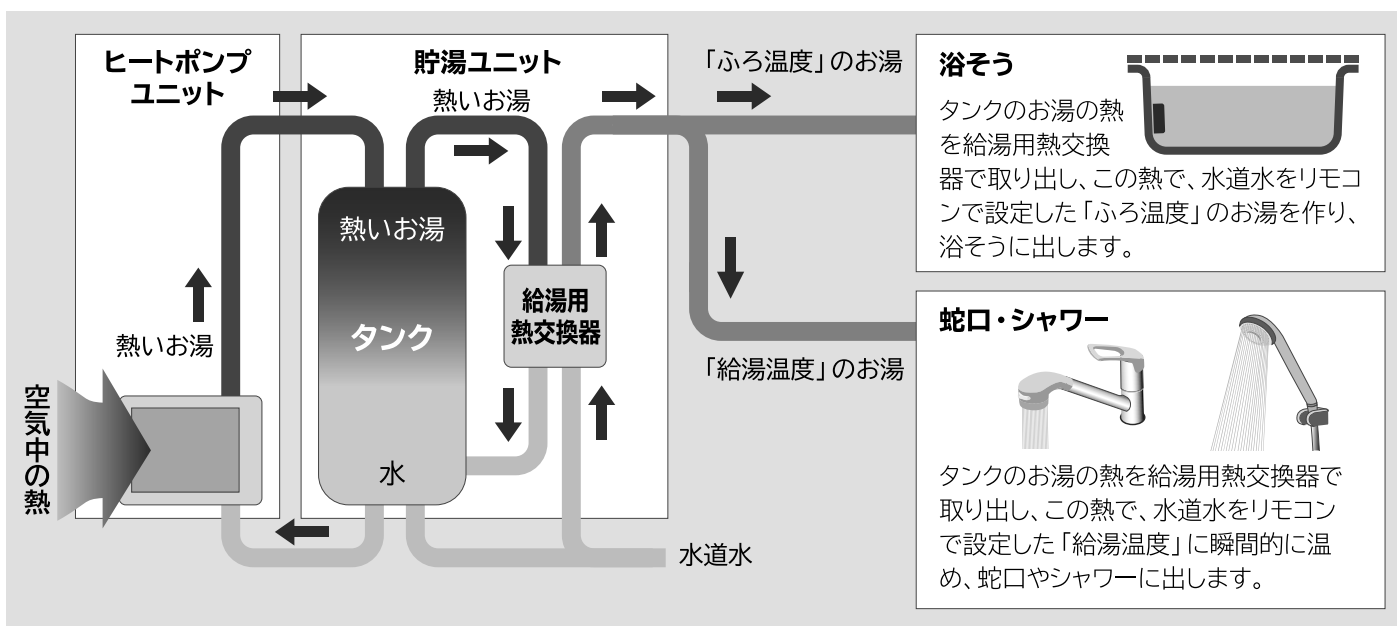 ヒートポンプ
ユニット
熱いお湯
空気中の熱
貯湯ユニット
熱いお湯
熱いお湯
タンク
水
給湯用
熱交換器
水道水
「ふろ温度」のお湯
「給湯温度」のお湯
浴そう
タンクのお湯の熱
を給湯用熱交換
器で取り出し、この熱で、水道水をリモコ
ンで設定した「ふろ温度」のお湯を作り、
浴そうに出します。
蛇口・シャワー
タンクのお湯の熱を給湯用熱交換器で
取り出し、この熱で、水道水をリモコン
で設定した「給湯温度」に瞬間的に温
め、蛇口やシャワーに出します。